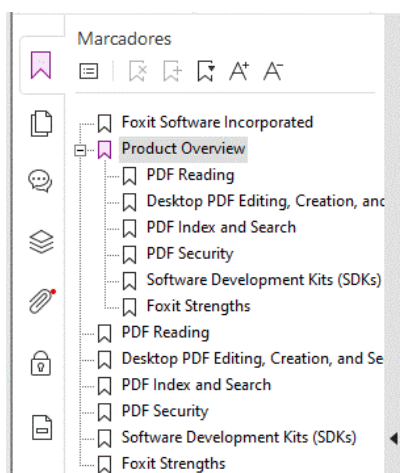 Marcadores
A+ A-
Foxit Software Incorporated
Product Overview
PDF Reading
Desktop PDF Editing, Creation, and
PDF Index and Search
PDF Security
Software Development Kits (SDKs)
Foxit Strengths
PDF Reading
Desktop PDF Editing, Creation, and Se
PDF Index and Search
PDF Security
Software Development Kits (SDKs)
Foxit Strengths